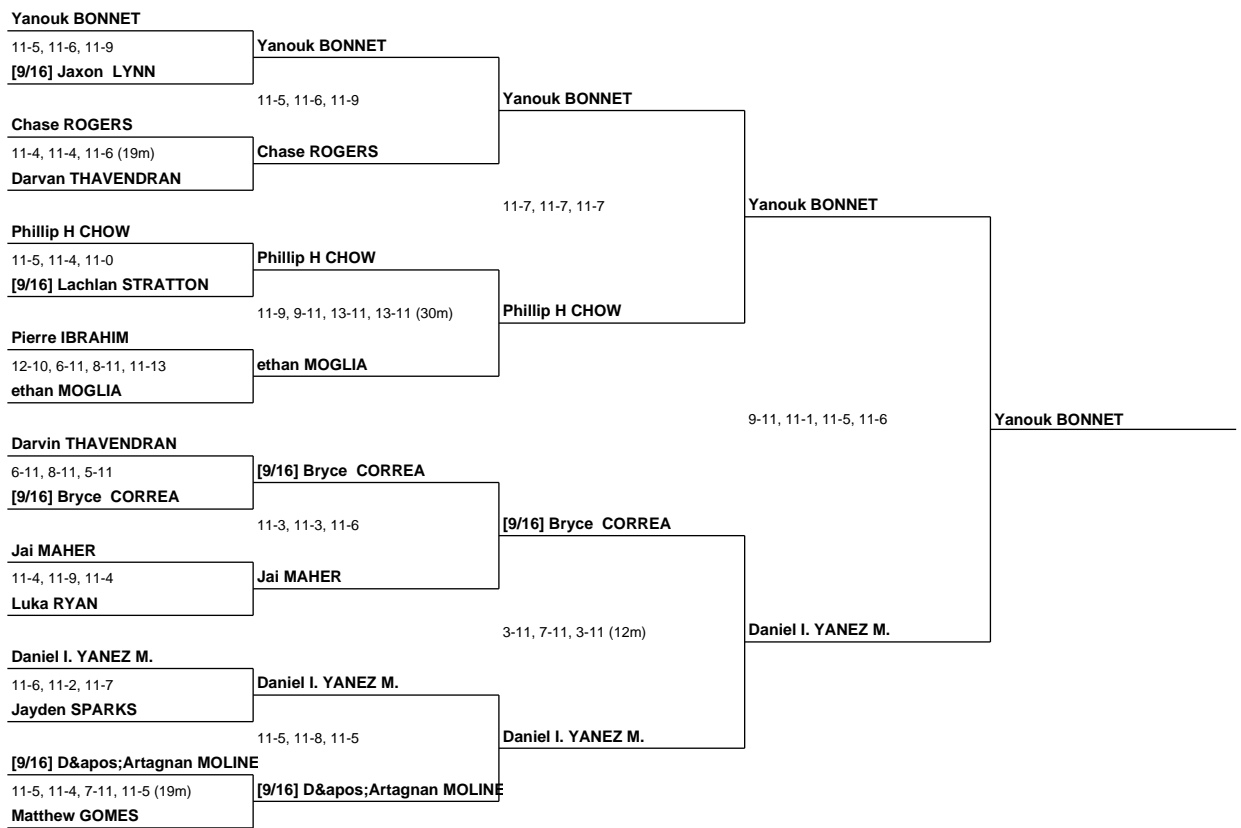 Yanouk BONNET
11-5, 11-6, 11-9
[9/16] Jaxon  LYNN
Chase ROGERS
11-4, 11-4, 11-6 (19m)
Darvan THAVENDRAN
Phillip H CHOW
11-5, 11-4, 11-0
[9/16] Lachlan STRATTON
Pierre IBRAHIM
12-10, 6-11, 8-11, 11-13
ethan MOGLIA
Darvin THAVENDRAN
6-11, 8-11, 5-11
[9/16] Bryce  CORREA
Jai MAHER
11-4, 11-9, 11-4
Luka RYAN
Daniel I. YANEZ M.
11-6, 11-2, 11-7
Jayden SPARKS
[9/16] D&apos;Artagnan MOLINE
11-5, 11-4, 7-11, 11-5 (19m)
Matthew GOMES
Yanouk BONNET
11-5, 11-6, 11-9
Chase ROGERS
Phillip H CHOW
11-9, 9-11, 13-11, 13-11 (30m)
ethan MOGLIA
[9/16] Bryce  CORREA
11-3, 11-3, 11-6
Jai MAHER
Daniel I. YANEZ M.
11-5, 11-8, 11-5
[9/16] D&apos;Artagnan MOLINE
Yanouk BONNET
11-7, 11-7, 11-7
Phillip H CHOW
[9/16] Bryce  CORREA
3-11, 7-11, 3-11 (12m)
Daniel I. YANEZ M.
Yanouk BONNET
9-11, 11-1, 11-5, 11-6
Daniel I. YANEZ M.
Yanouk BONNET